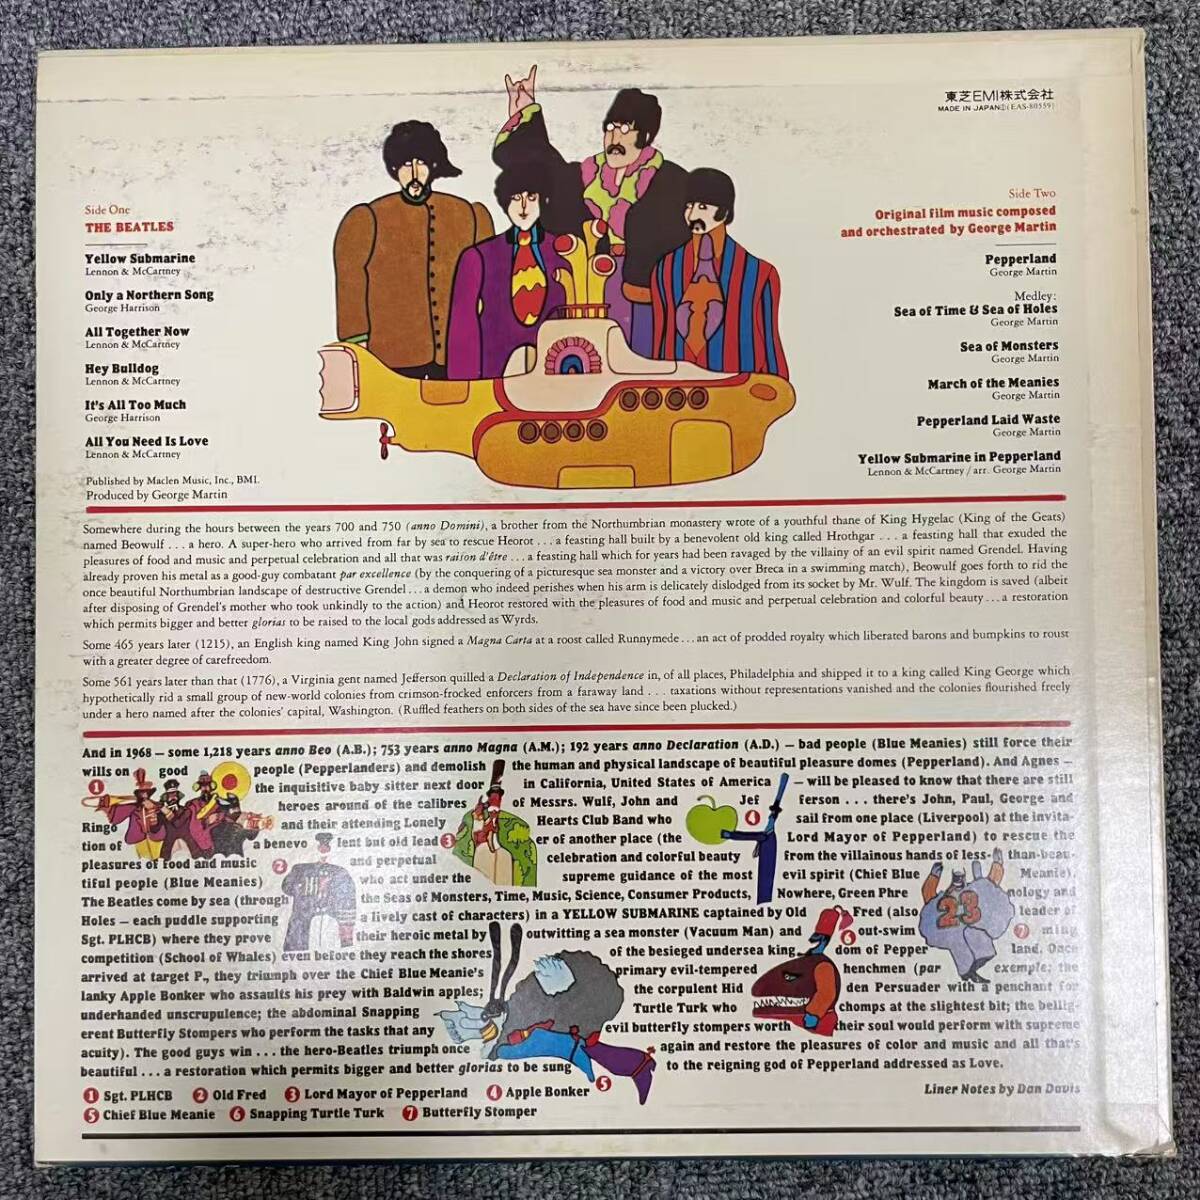 東芝EMI株式会社
MADE IN JAPAN① (EAS-80559)
Side One
THE BEATLES
Yellow Submarine
Lennon & McCartney
Only a Northern Song
George Harrison
All Together Now
Lennon & McCartney
Hey Bulldog
Lennon & McCartney
It's All Too Much
George Harrison
All You Need Is Love
Lennon & McCartney
Published by Maclen Music, Inc., BMI.
Produced by George Martin
Side Two
Original film music composed
and orchestrated by George Martin
Pepperland
George Martin
Medley:
Sea of Time & Sea of Holes
George Martin
Sea of Monsters
George Martin
March of the Meanies
George Martin
Pepperland Laid Waste
George Martin
Yellow Submarine in Pepperland
Lennon & McCartney / arr. George Martin
Somewhere during the hours between the years 700 and 750 (anno Domini), a brother from the Northumbrian monastery wrote of a youthful thane of King Hygelac (King of the Geats)
named Beowulf . . . a hero. A super-hero who arrived from far by sea to rescue Heorot . . . a feasting hall built by a benevolent old king called Hrothgar . . . a feasting hall that exuded the
pleasures of food and music and perpetual celebration and all that was raison d'être . . . a feasting hall which for years had been ravaged by the villainy of an evil spirit named Grendel. Having
already proven his metal as a good-guy combatant par excellence (by the conquering of a picturesque sea monster and a victory over Breca in a swimming match), Beowulf goes forth to rid the
once beautiful Northumbrian landscape of destructive Grendel . . . a demon who indeed perishes when his arm is delicately dislodged from its socket by Mr. Wulf. The kingdom is saved (albeit
after disposing of Grendel's mother who took unkindly to the action) and Heorot restored with the pleasures of food and music and perpetual celebration and colorful beauty . . . a restoration
which permits bigger and better glorias to be raised to the local gods addressed as Wyrds.
Some 465 years later (1215), an English king named King John signed a Magna Carta at a roost called Runnymede . . . an act of prodded royalty which liberated barons and bumpkins to roust
with a greater degree of carefreedom.
Some 561 years later than that (1776), a Virginia gent named Jefferson quilled a Declaration of Independence in, of all places, Philadelphia and shipped it to a king called King George which
hypothetically rid a small group of new-world colonies from crimson-frocked enforcers from a faraway land . . . taxations without representations vanished and the colonies flourished freely
under a hero named after the colonies' capital, Washington. (Ruffled feathers on both sides of the sea have since been plucked.)
And in 1968 — some 1,218 years anno Beo (A.B.); 753 years anno Magna (A.M.); 192 years anno Declaration (A.D.) — bad people (Blue Meanies) still force their
wills on good people (Pepperlanders) and demolish the human and physical landscape of beautiful pleasure domes (Pepperland). And Agnes —
1 the inquisitive baby sitter next door in California, United States of America — will be pleased to know that there are still
heroes around of the calibres of Messrs. Wulf, John and Jef ferson . . . there's John, Paul, George and
Ringo and their attending Lonely Hearts Club Band who 4 sail from one place (Liverpool) at the invita-
tion of a benevo lent but old lead 3 er of another place (the Lord Mayor of Pepperland) to rescue the
pleasures of food and music 2 and perpetual celebration and colorful beauty from the villainous hands of less- than-beau-
tiful people (Blue Meanies) who act under the supreme guidance of the most evil spirit (Chief Blue Meanie).
The Beatles come by sea (through the Seas of Monsters, Time, Music, Science, Consumer Products, Nowhere, Green Phre 23 nology and
Holes — each puddle supporting a lively cast of characters) in a YELLOW SUBMARINE captained by Old Fred (also leader of
Sgt. PLHCB) where they prove their heroic metal by outwitting a sea monster (Vacuum Man) and 6 out-swim 7 ming
competition (School of Whales) even before they reach the shores of the besieged undersea king dom of Pepper land. Once
arrived at target P., they triumph over the Chief Blue Meanie's primary evil-tempered henchmen (par exemple; the
lanky Apple Bonker who assaults his prey with Baldwin apples; the corpulent Hid den Persuader with a penchant for
underhanded unscrupulence; the abdominal Snapping Turtle Turk who chomps at the slightest bit; the bellig-
erent Butterfly Stompers who perform the tasks that any evil butterfly stompers worth their soul would perform with supreme
acuity). The good guys win . . . the hero-Beatles triumph once again and restore the pleasures of color and music and all that's
beautiful . . . a restoration which permits bigger and better glorias to be sung 5 to the reigning god of Pepperland addressed as Love.
1 Sgt. PLHCB 2 Old Fred 3 Lord Mayor of Pepperland 4 Apple Bonker
5 Chief Blue Meanie 6 Snapping Turtle Turk 7 Butterfly Stomper
Liner Notes by Dan Davis